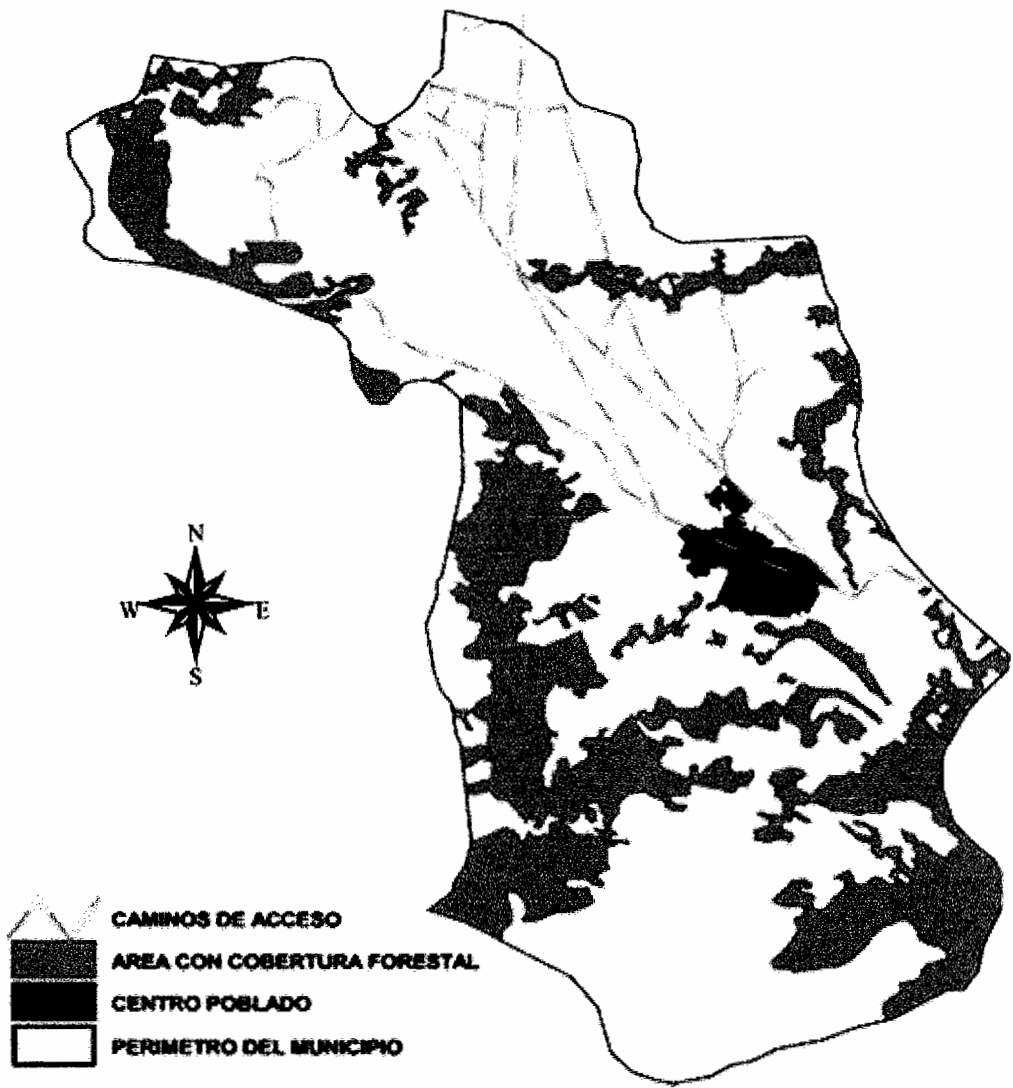 N
W E
S
CAMINOS DE ACCESO
AREA CON COBERTURA FORESTAL
CENTRO POBLADO
PERIMETRO DEL MUNICIPIO